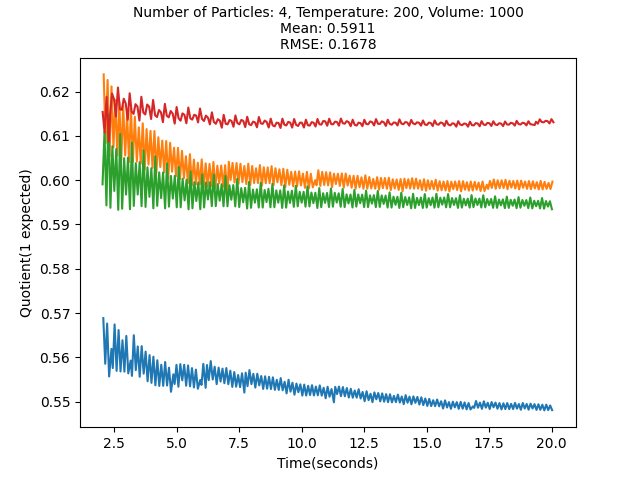 Number of Particles: 4, Temperature: 200, Volume: 1000
Mean: 0.5911
RMSE: 0.1678
0.62
0.61
0.60
0.59
0.58
0.57
0.56
0.55
Quotient(1 expected)
2.5 5.0 7.5 10.0 12.5 15.0 17.5 20.0
Time(seconds)